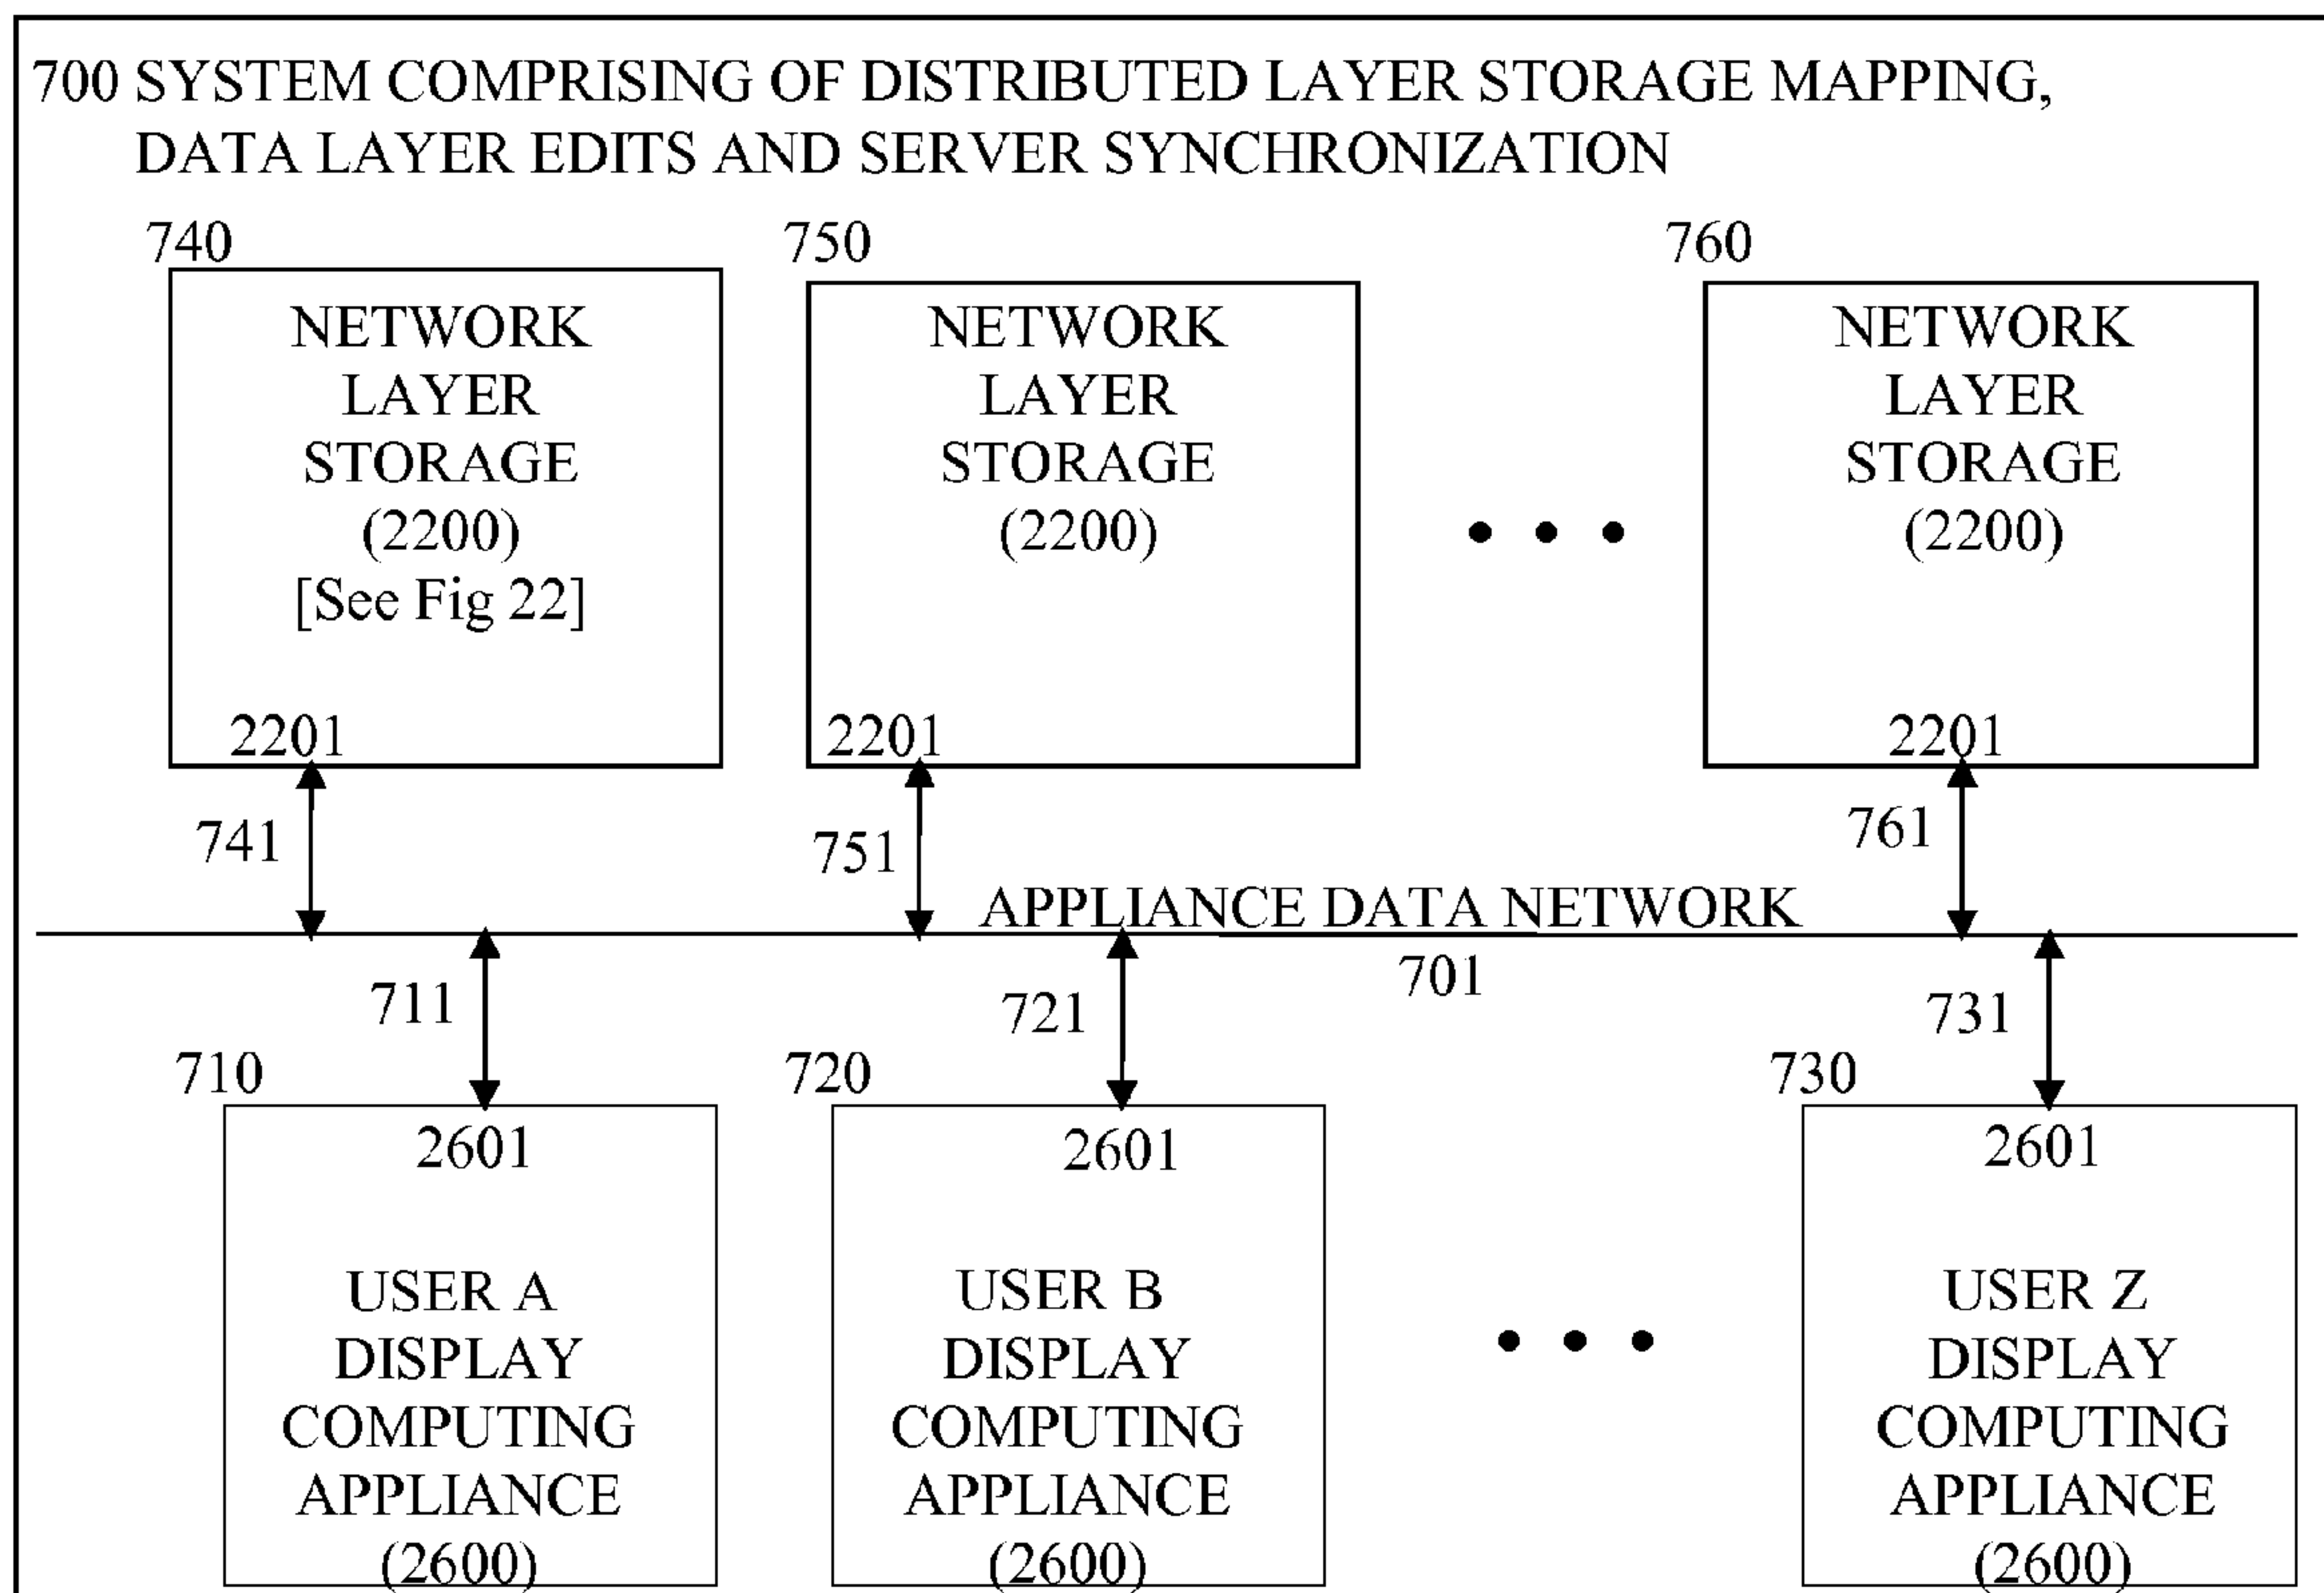 700 SYSTEM COMPRISING OF DISTRIBUTED LAYER STORAGE MAPPING,
DATA LAYER EDITS AND SERVER SYNCHRONIZATION
740
NETWORK
LAYER
STORAGE
(2200)
[See Fig 22]
2201
750
NETWORK
LAYER
STORAGE
(2200)
2201
• • •
760
NETWORK
LAYER
STORAGE
(2200)
2201
741
751
761
APPLIANCE DATA NETWORK
701
711
721
731
710
2601
USER A
DISPLAY
COMPUTING
APPLIANCE
(2600)
720
2601
USER B
DISPLAY
COMPUTING
APPLIANCE
(2600)
• • •
730
2601
USER Z
DISPLAY
COMPUTING
APPLIANCE
(2600)